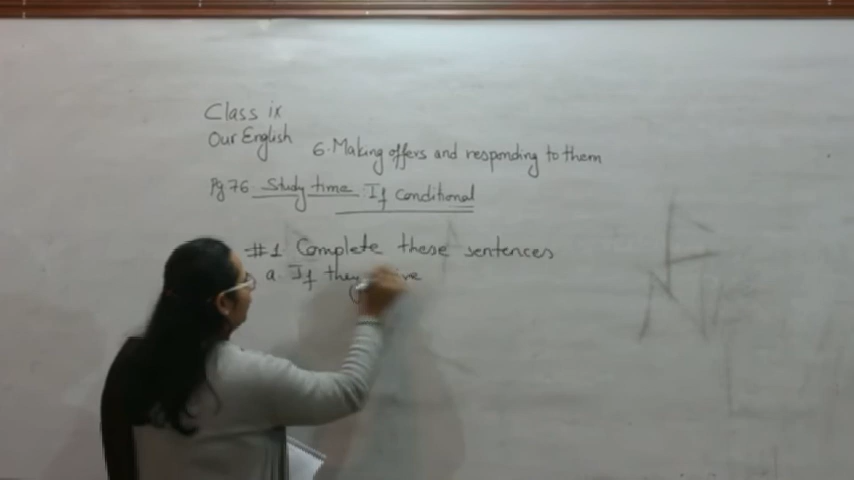 Class ix
Our English
6. Making offers and responding to them
Pg 76. Study time. If Conditional
#1 Complete these sentences
a. If they